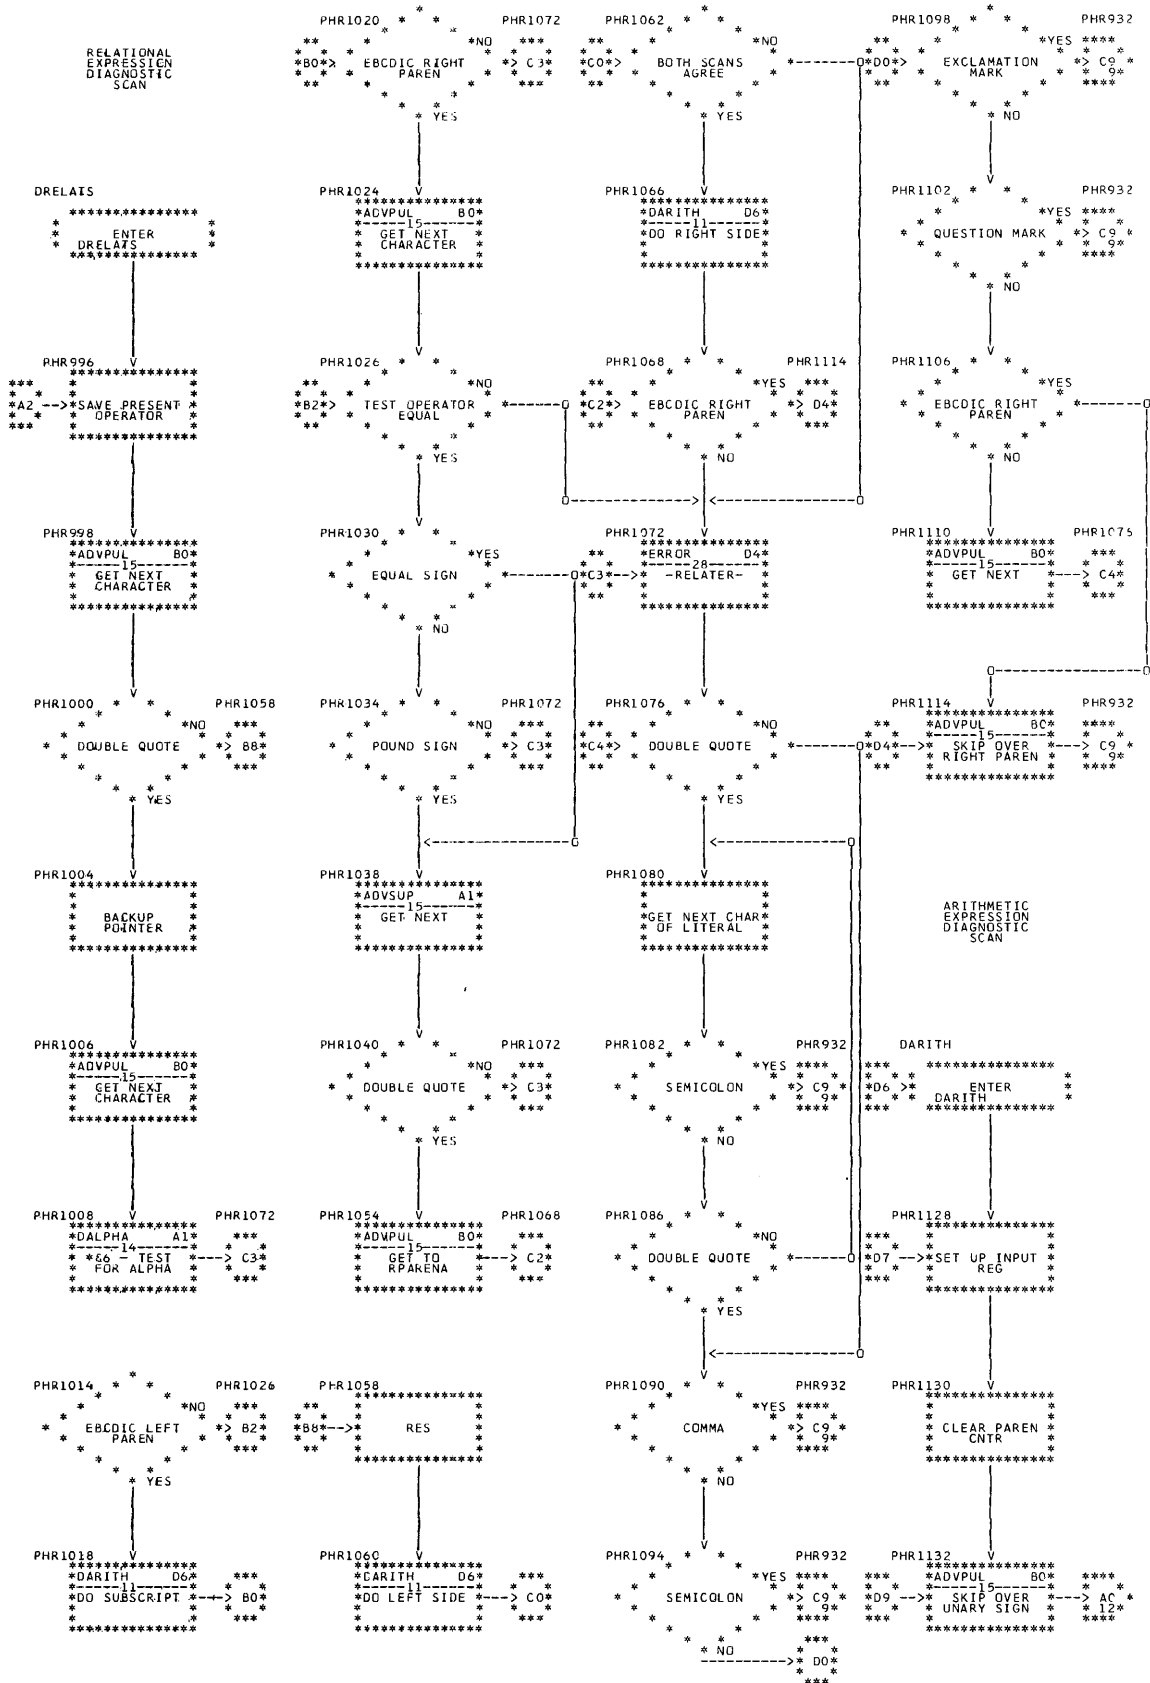 RELATIONAL
EXPRESSION
DIAGNOSTIC
SCAN
DRELATS
ENTER
DRELATS
PHR996
A2
SAVE PRESENT
OPERATOR
PHR998
ADVPUL B0
15
GET NEXT
CHARACTER
PHR1000
DOUBLE QUOTE
NO
PHR1058
B8
YES
PHR1004
BACKUP
POINTER
PHR1006
ADVPUL B0
15
GET NEXT
CHARACTER
PHR1008
DALPHA A1
14
*&6 - TEST
FOR ALPHA
PHR1072
C3
PHR1014
EBCDIC LEFT
PAREN
NO
PHR1026
B2
YES
PHR1018
DARITH D6
11
DO SUBSCRIPT
B0
PHR1020
B0
EBCDIC RIGHT
PAREN
NO
PHR1072
C3
YES
PHR1024
ADVPUL B0
15
GET NEXT
CHARACTER
PHR1026
B2
TEST OPERATOR
EQUAL
NO
YES
PHR1030
EQUAL SIGN
YES
NO
PHR1034
POUND SIGN
NO
PHR1072
C3
YES
PHR1038
ADVSUP A1
15
GET NEXT
PHR1040
DOUBLE QUOTE
NO
PHR1072
C3
YES
PHR1054
ADVPUL B0
15
GET TO
RPARENA
PHR1068
C2
PHR1058
B8
RES
PHR1060
DARITH D6
11
DO LEFT SIDE
C0
PHR1062
C0
BOTH SCANS
AGREE
NO
YES
PHR1066
DARITH D6
11
DO RIGHT SIDE
PHR1068
C2
EBCDIC RIGHT
PAREN
YES
PHR1114
D4
NO
PHR1072
C3
ERROR D4
28
-RELATER-
PHR1076
C4
DOUBLE QUOTE
NO
YES
PHR1080
GET NEXT CHAR
OF LITERAL
PHR1082
SEMICOLON
YES
PHR932
C9
9
NO
PHR1086
DOUBLE QUOTE
NO
YES
PHR1090
COMMA
YES
PHR932
C9
9
NO
PHR1094
SEMICOLON
YES
PHR932
C9
9
NO
D0
PHR1098
D0
EXCLAMATION
MARK
YES
PHR932
C9
9
NO
PHR1102
QUESTION MARK
YES
PHR932
C9
9
NO
PHR1106
EBCDIC RIGHT
PAREN
YES
NO
PHR1110
ADVPUL B0
15
GET NEXT
PHR1076
C4
PHR1114
D4
ADVPUL B0
15
SKIP OVER
RIGHT PAREN
PHR932
C9
9
ARITHMETIC
EXPRESSION
DIAGNOSTIC
SCAN
DARITH
D6
ENTER
DARITH
PHR1128
D7
SET UP INPUT
REG
PHR1130
CLEAR PAREN
CNTR
PHR1132
D9
ADVPUL B0
15
SKIP OVER
UNARY SIGN
A0
12